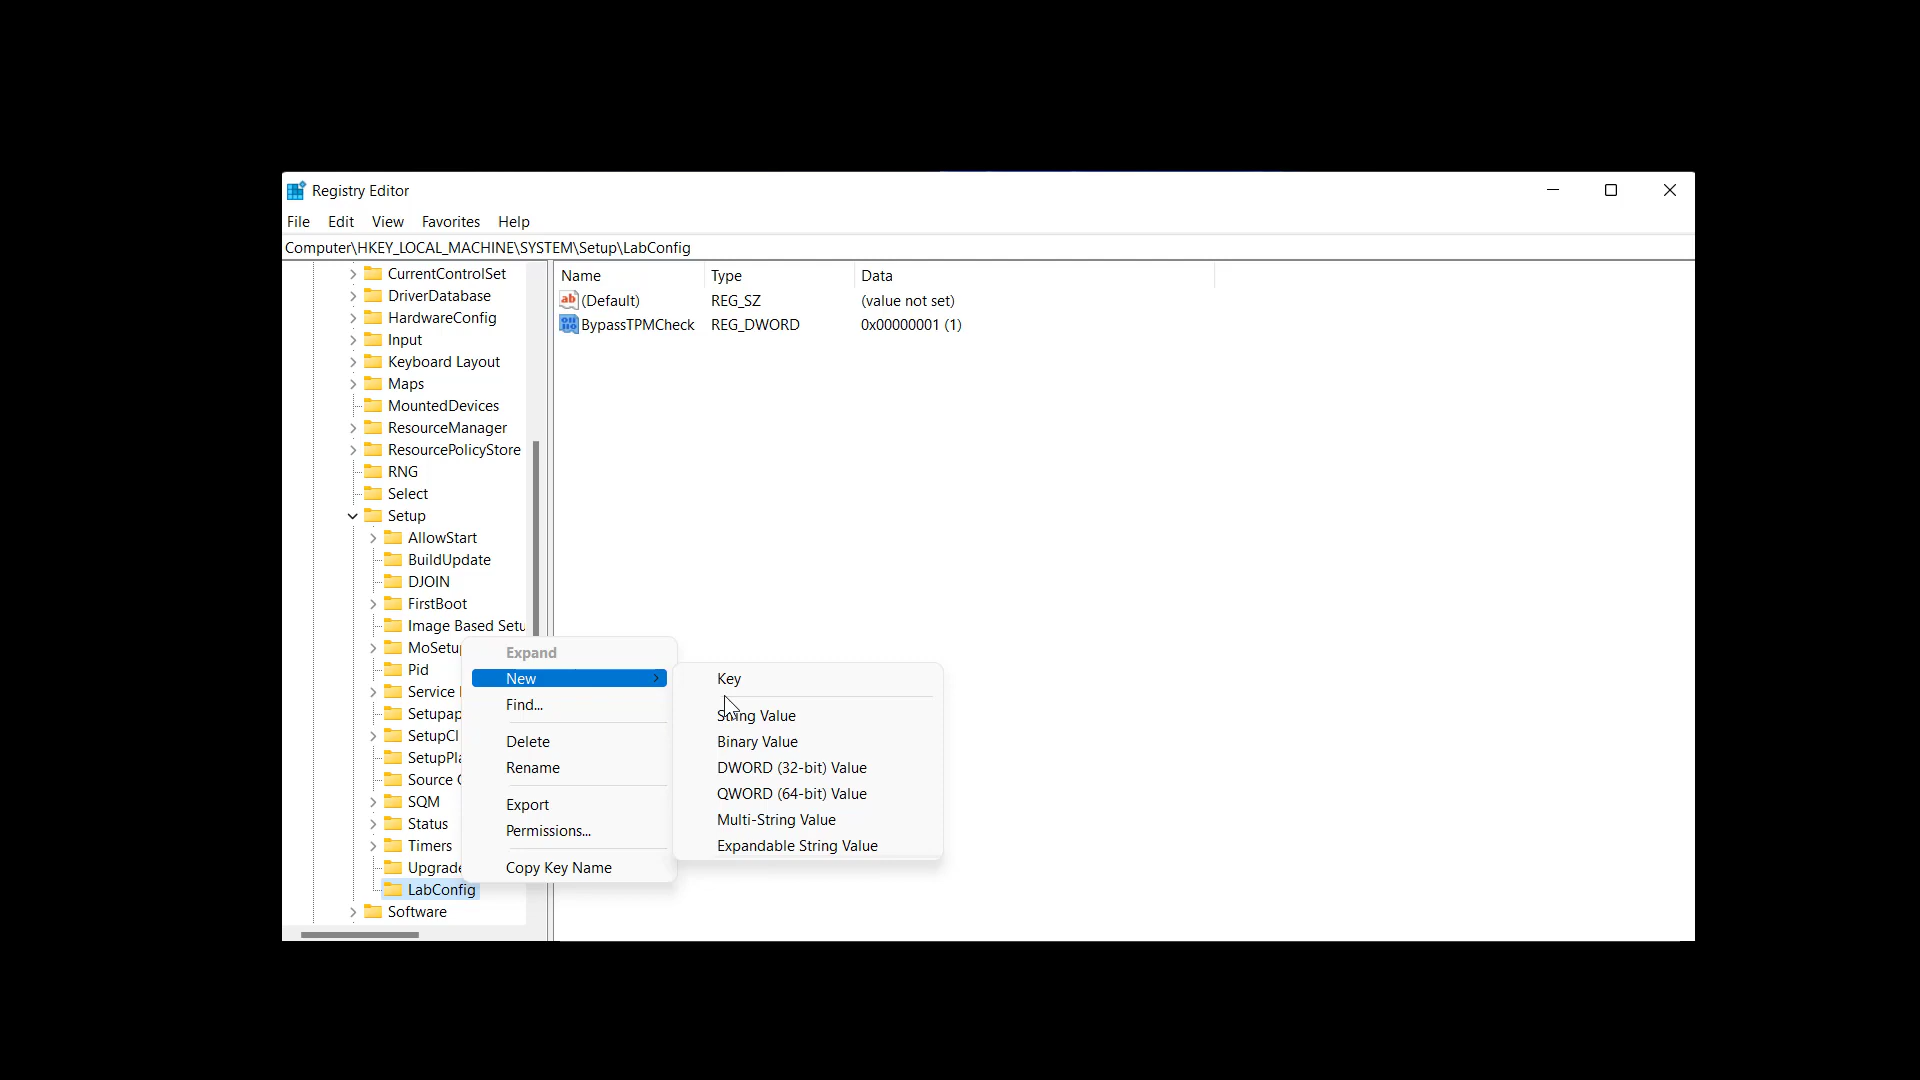 Registry Editor
File Edit View Favorites Help
Computer\HKEY_LOCAL_MACHINE\SYSTEM\Setup\LabConfig
Name Type Data
(Default) REG_SZ (value not set)
BypassTPMCheck REG_DWORD 0x00000001 (1)
CurrentControlSet
DriverDatabase
HardwareConfig
Input
Keyboard Layout
Maps
MountedDevices
ResourceManager
ResourcePolicyStore
RNG
Select
Setup
AllowStart
BuildUpdate
DJOIN
FirstBoot
Image Based Setu
MoSetup
Pid
Service
Setupap
SetupCl
SetupPla
Source
SQM
Status
Timers
Upgrade
LabConfig
Software
Expand
New
Find...
Delete
Rename
Export
Permissions...
Copy Key Name
Key
String Value
Binary Value
DWORD (32-bit) Value
QWORD (64-bit) Value
Multi-String Value
Expandable String Value